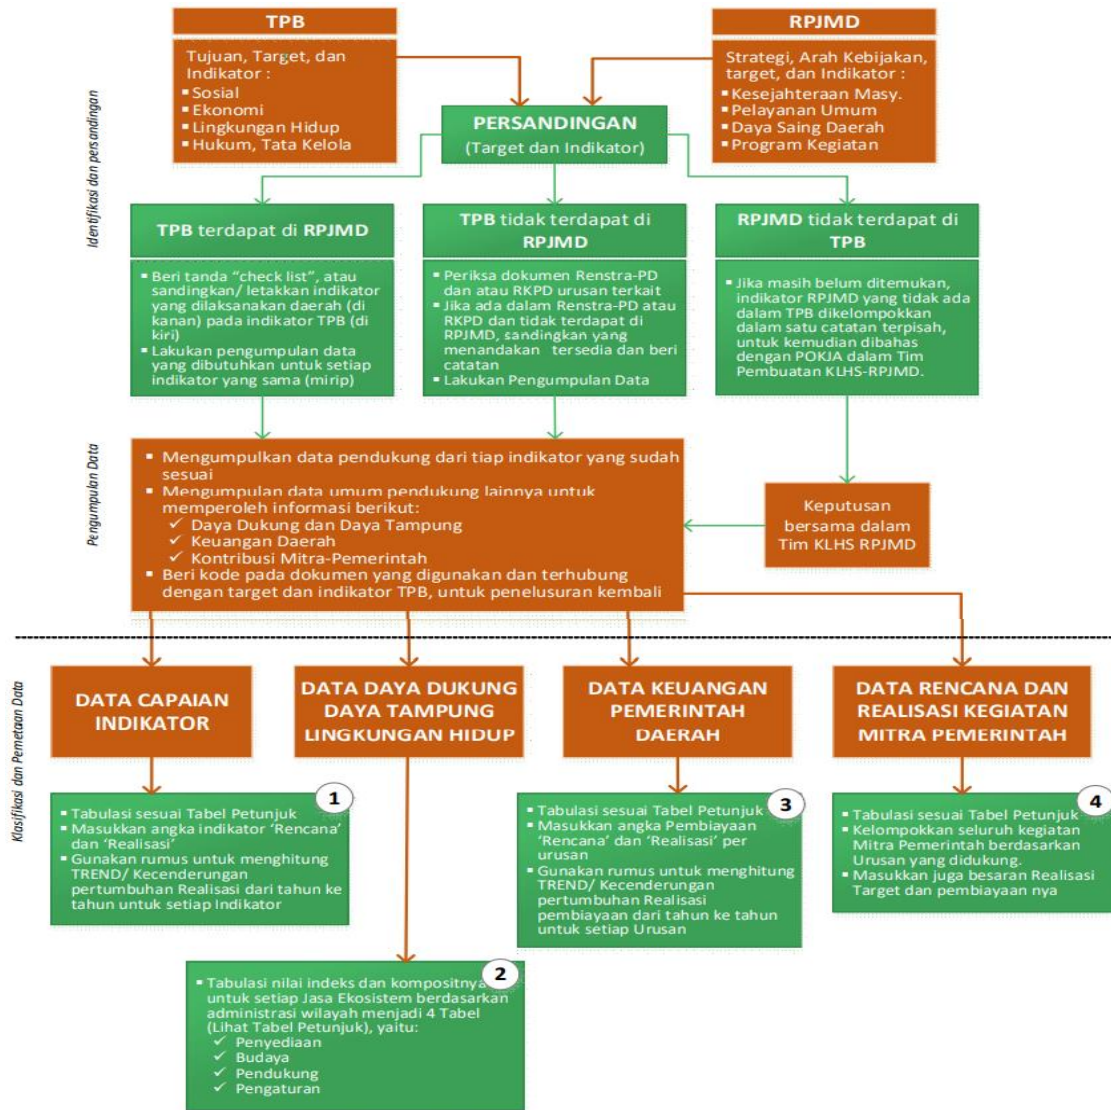 TPB
Tujuan, Target, dan
Indikator :
▪ Sosial
▪ Ekonomi
▪ Lingkungan Hidup
▪ Hukum, Tata Kelola
RPJMD
Strategi, Arah Kebijakan,
target, dan Indikator :
▪ Kesejahteraan Masy.
▪ Pelayanan Umum
▪ Daya Saing Daerah
▪ Program Kegiatan
PERSANDINGAN
(Target dan Indikator)
Identifikasi dan persandingan
TPB terdapat di RPJMD
▪ Beri tanda “check list”, atau
sandingkan/ letakkan indikator
yang dilaksanakan daerah (di
kanan) pada indikator TPB (di
kiri)
▪ Lakukan pengumpulan data
yang dibutuhkan untuk setiap
indikator yang sama (mirip)
TPB tidak terdapat di
RPJMD
▪ Periksa dokumen Renstra-PD
dan atau RKPD urusan terkait
▪ Jika ada dalam Renstra-PD atau
RKPD dan tidak terdapat di
RPJMD, sandingkan yang
menandakan tersedia dan beri
catatan
▪ Lakukan Pengumpulan Data
RPJMD tidak terdapat di
TPB
▪ Jika masih belum ditemukan,
indikator RPJMD yang tidak ada
dalam TPB dikelompokkan
dalam satu catatan terpisah,
untuk kemudian dibahas
dengan POKJA dalam Tim
Pembuatan KLHS-RPJMD.
Pengumpulan Data
▪ Mengumpulkan data pendukung dari tiap indikator yang sudah
sesuai
▪ Mengumpulan data umum pendukung lainnya untuk
memperoleh informasi berikut:
✓ Daya Dukung dan Daya Tampung
✓ Keuangan Daerah
✓ Kontribusi Mitra-Pemerintah
▪ Beri kode pada dokumen yang digunakan dan terhubung
dengan target dan indikator TPB, untuk penelusuran kembali
Keputusan
bersama dalam
Tim KLHS RPJMD
Klasifikasi dan Pemetaan Data
DATA CAPAIAN
INDIKATOR
DATA DAYA DUKUNG
DAYA TAMPUNG
LINGKUNGAN HIDUP
DATA KEUANGAN
PEMERINTAH
DAERAH
DATA RENCANA DAN
REALISASI KEGIATAN
MITRA PEMERINTAH
1
▪ Tabulasi sesuai Tabel Petunjuk
▪ Masukkan angka indikator ‘Rencana’
dan ‘Realisasi’
▪ Gunakan rumus untuk menghitung
TREND/ Kecenderungan
pertumbuhan Realisasi dari tahun ke
tahun untuk setiap Indikator
3
▪ Tabulasi sesuai Tabel Petunjuk
▪ Masukkan angka Pembiayaan
‘Rencana’ dan ‘Realisasi’ per
urusan
▪ Gunakan rumus untuk menghitung
TREND/ Kecenderungan
pertumbuhan Realisasi
pembiayaan dari tahun ke tahun
untuk setiap Urusan
4
▪ Tabulasi sesuai Tabel Petunjuk
▪ Kelompokkan seluruh kegiatan
Mitra Pemerintah berdasarkan
Urusan yang didukung.
▪ Masukkan juga besaran Realisasi
Target dan pembiayaan nya
2
▪ Tabulasi nilai indeks dan kompositnya
untuk setiap Jasa Ekosistem berdasarkan
administrasi wilayah menjadi 4 Tabel
(Lihat Tabel Petunjuk), yaitu:
✓ Penyediaan
✓ Budaya
✓ Pendukung
✓ Pengaturan